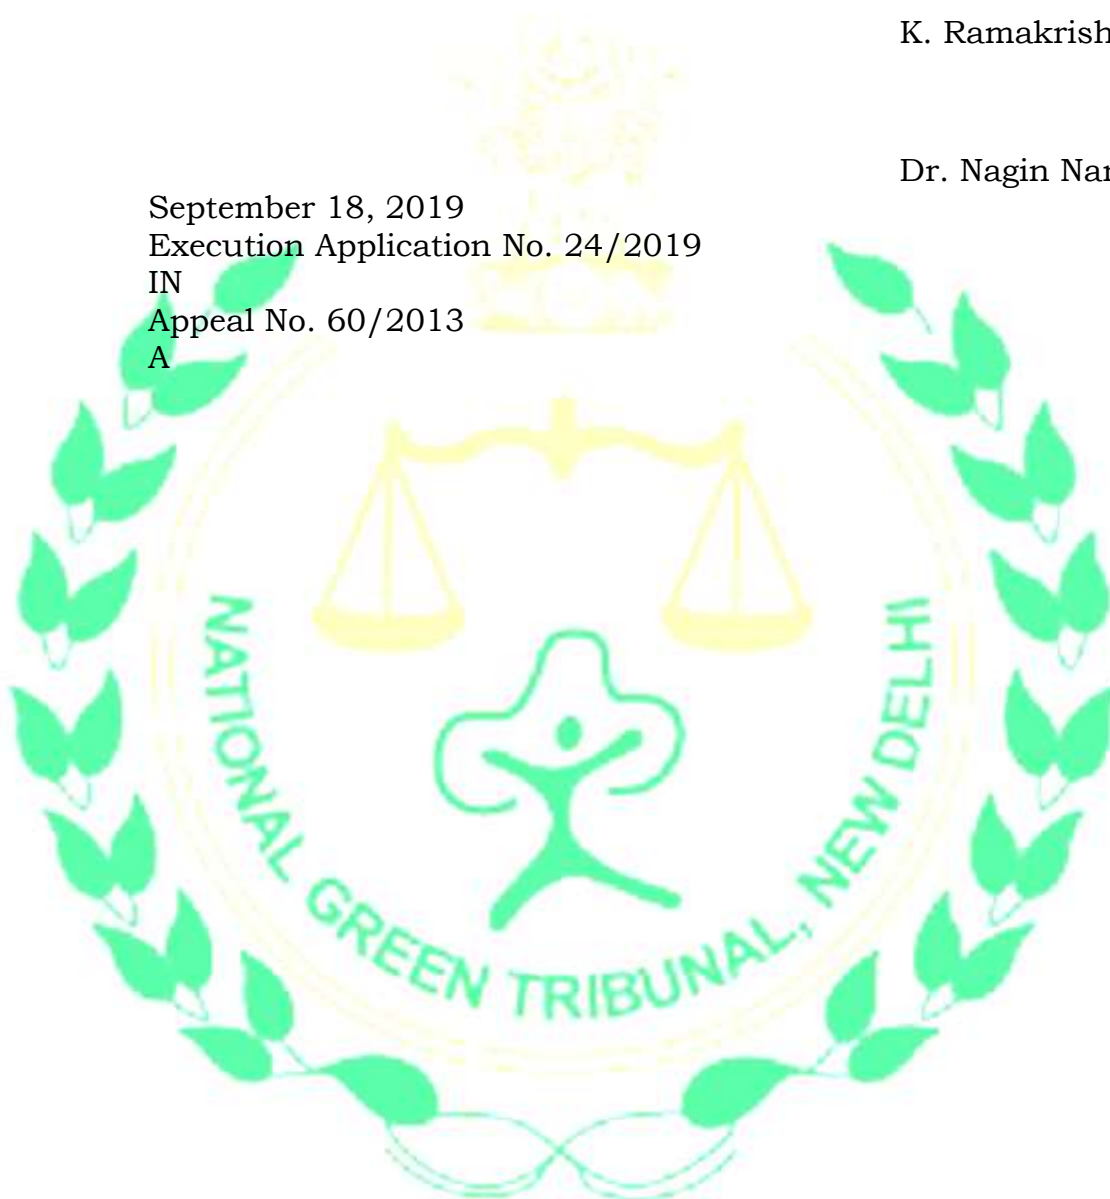 K. Ramakrish
Dr. Nagin Nan
September 18, 2019
Execution Application No. 24/2019
IN
Appeal No. 60/2013
A
NATIONAL GREEN TRIBUNAL, NEW DELHI